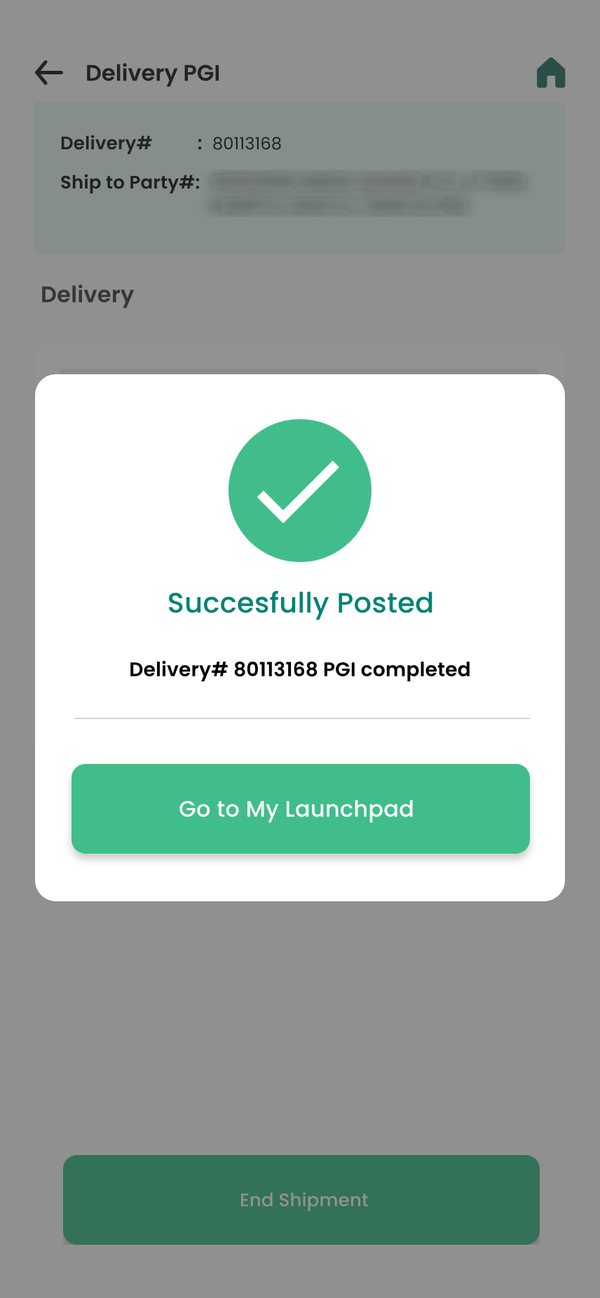 Delivery PGI
Delivery# : 80113168
Ship to Party#:
Delivery
Succesfully Posted
Delivery# 80113168 PGI completed
Go to My Launchpad
End Shipment